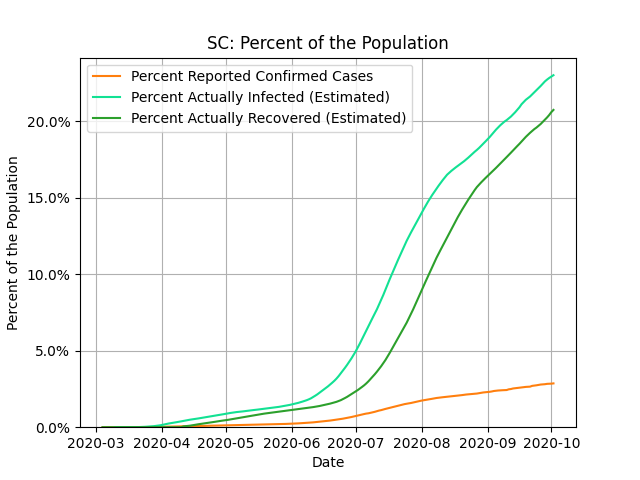 SC: Percent of the Population
Percent Reported Confirmed Cases
Percent Actually Infected (Estimated)
Percent Actually Recovered (Estimated)
Percent of the Population
20.0%
15.0%
10.0%
5.0%
0.0%
2020-03 2020-04 2020-05 2020-06 2020-07 2020-08 2020-09 2020-10
Date